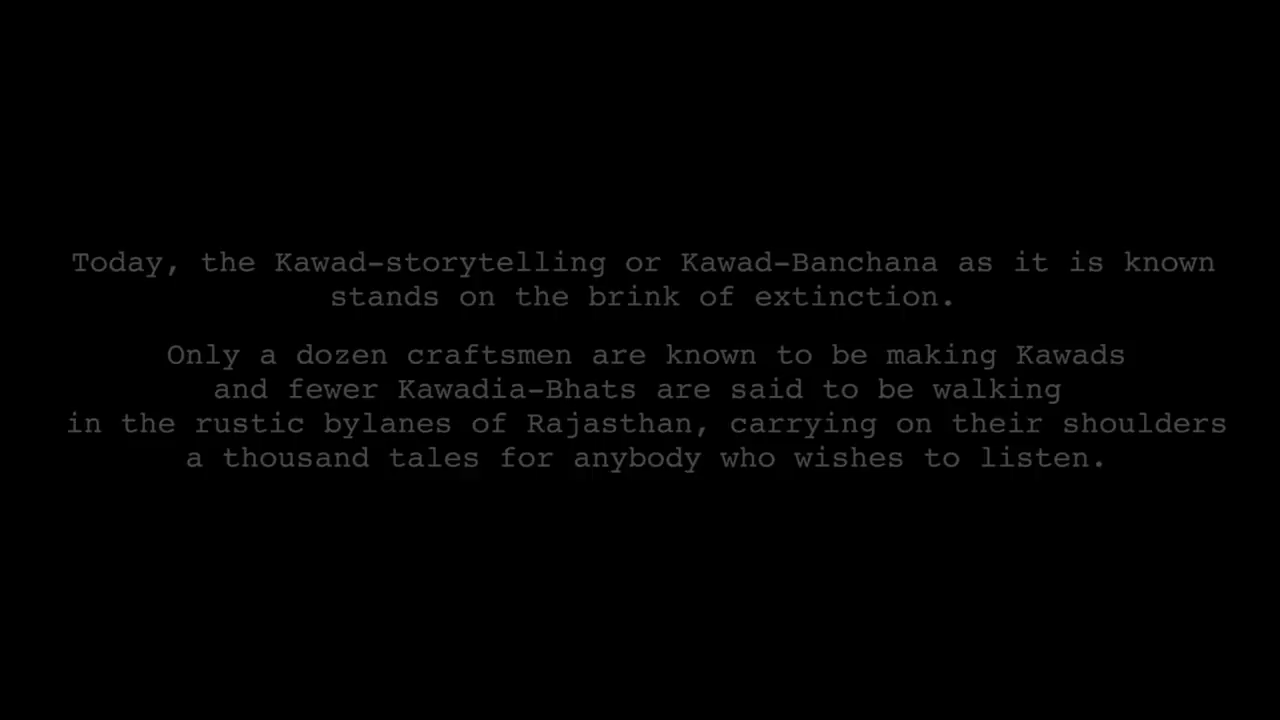 Today, the Kawad-storytelling or Kawad-Banchana as it is known
stands on the brink of extinction.
Only a dozen craftsmen are known to be making Kawads
and fewer Kawadia-Bhats are said to be walking
in the rustic bylanes of Rajasthan, carrying on their shoulders
a thousand tales for anybody who wishes to listen.